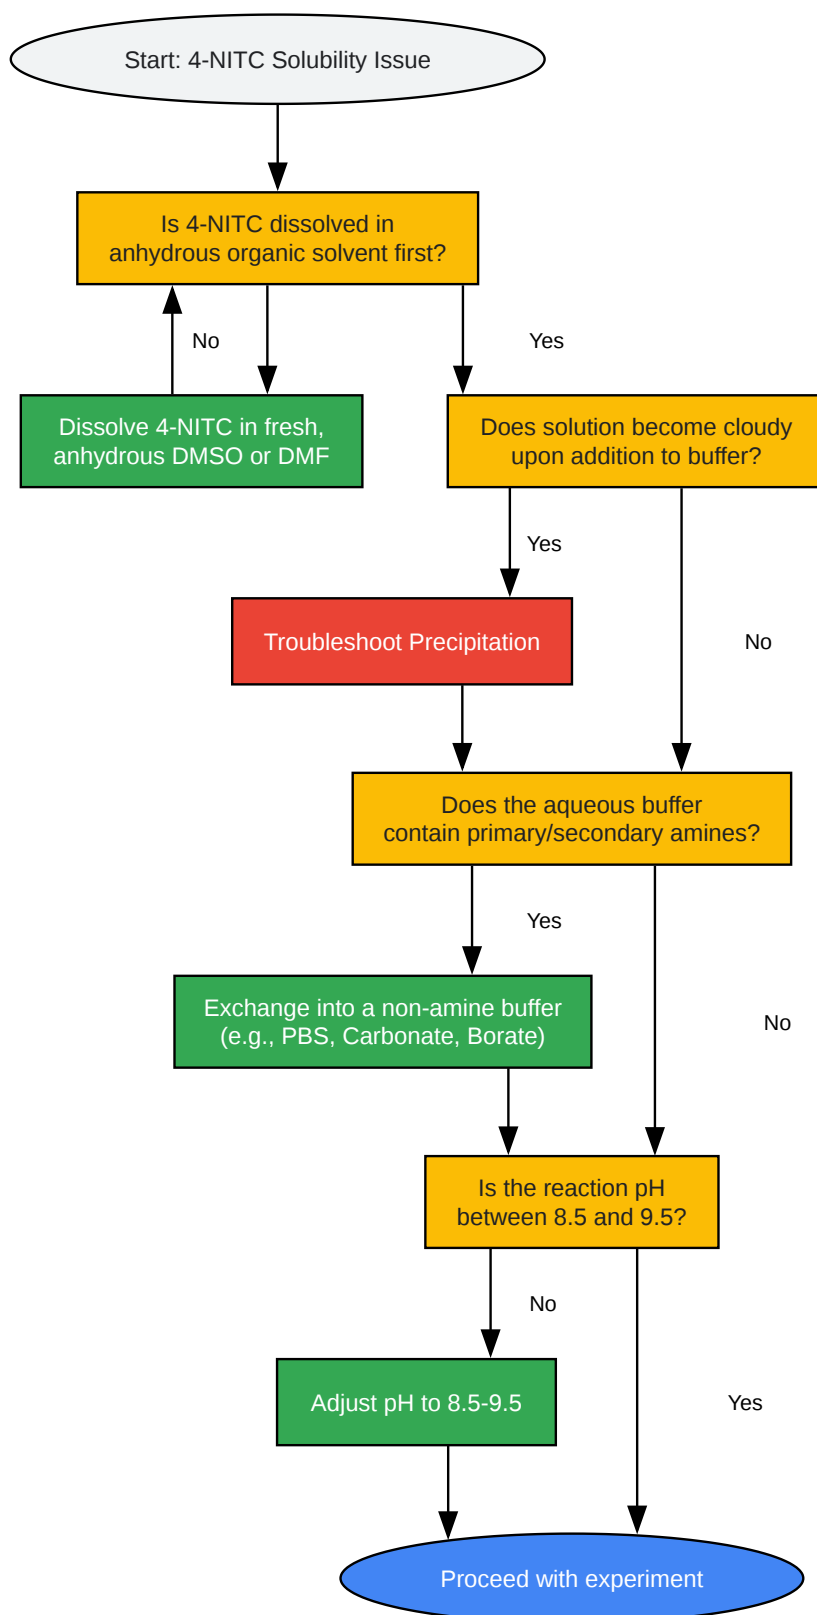 Start: 4-NITC Solubility Issue
Is 4-NITC dissolved in
anhydrous organic solvent first?
No
Yes
Dissolve 4-NITC in fresh,
anhydrous DMSO or DMF
Does solution become cloudy
upon addition to buffer?
Yes
Troubleshoot Precipitation
No
Does the aqueous buffer
contain primary/secondary amines?
Yes
Exchange into a non-amine buffer
(e.g., PBS, Carbonate, Borate)
No
Is the reaction pH
between 8.5 and 9.5?
No
Adjust pH to 8.5-9.5
Yes
Proceed with experiment